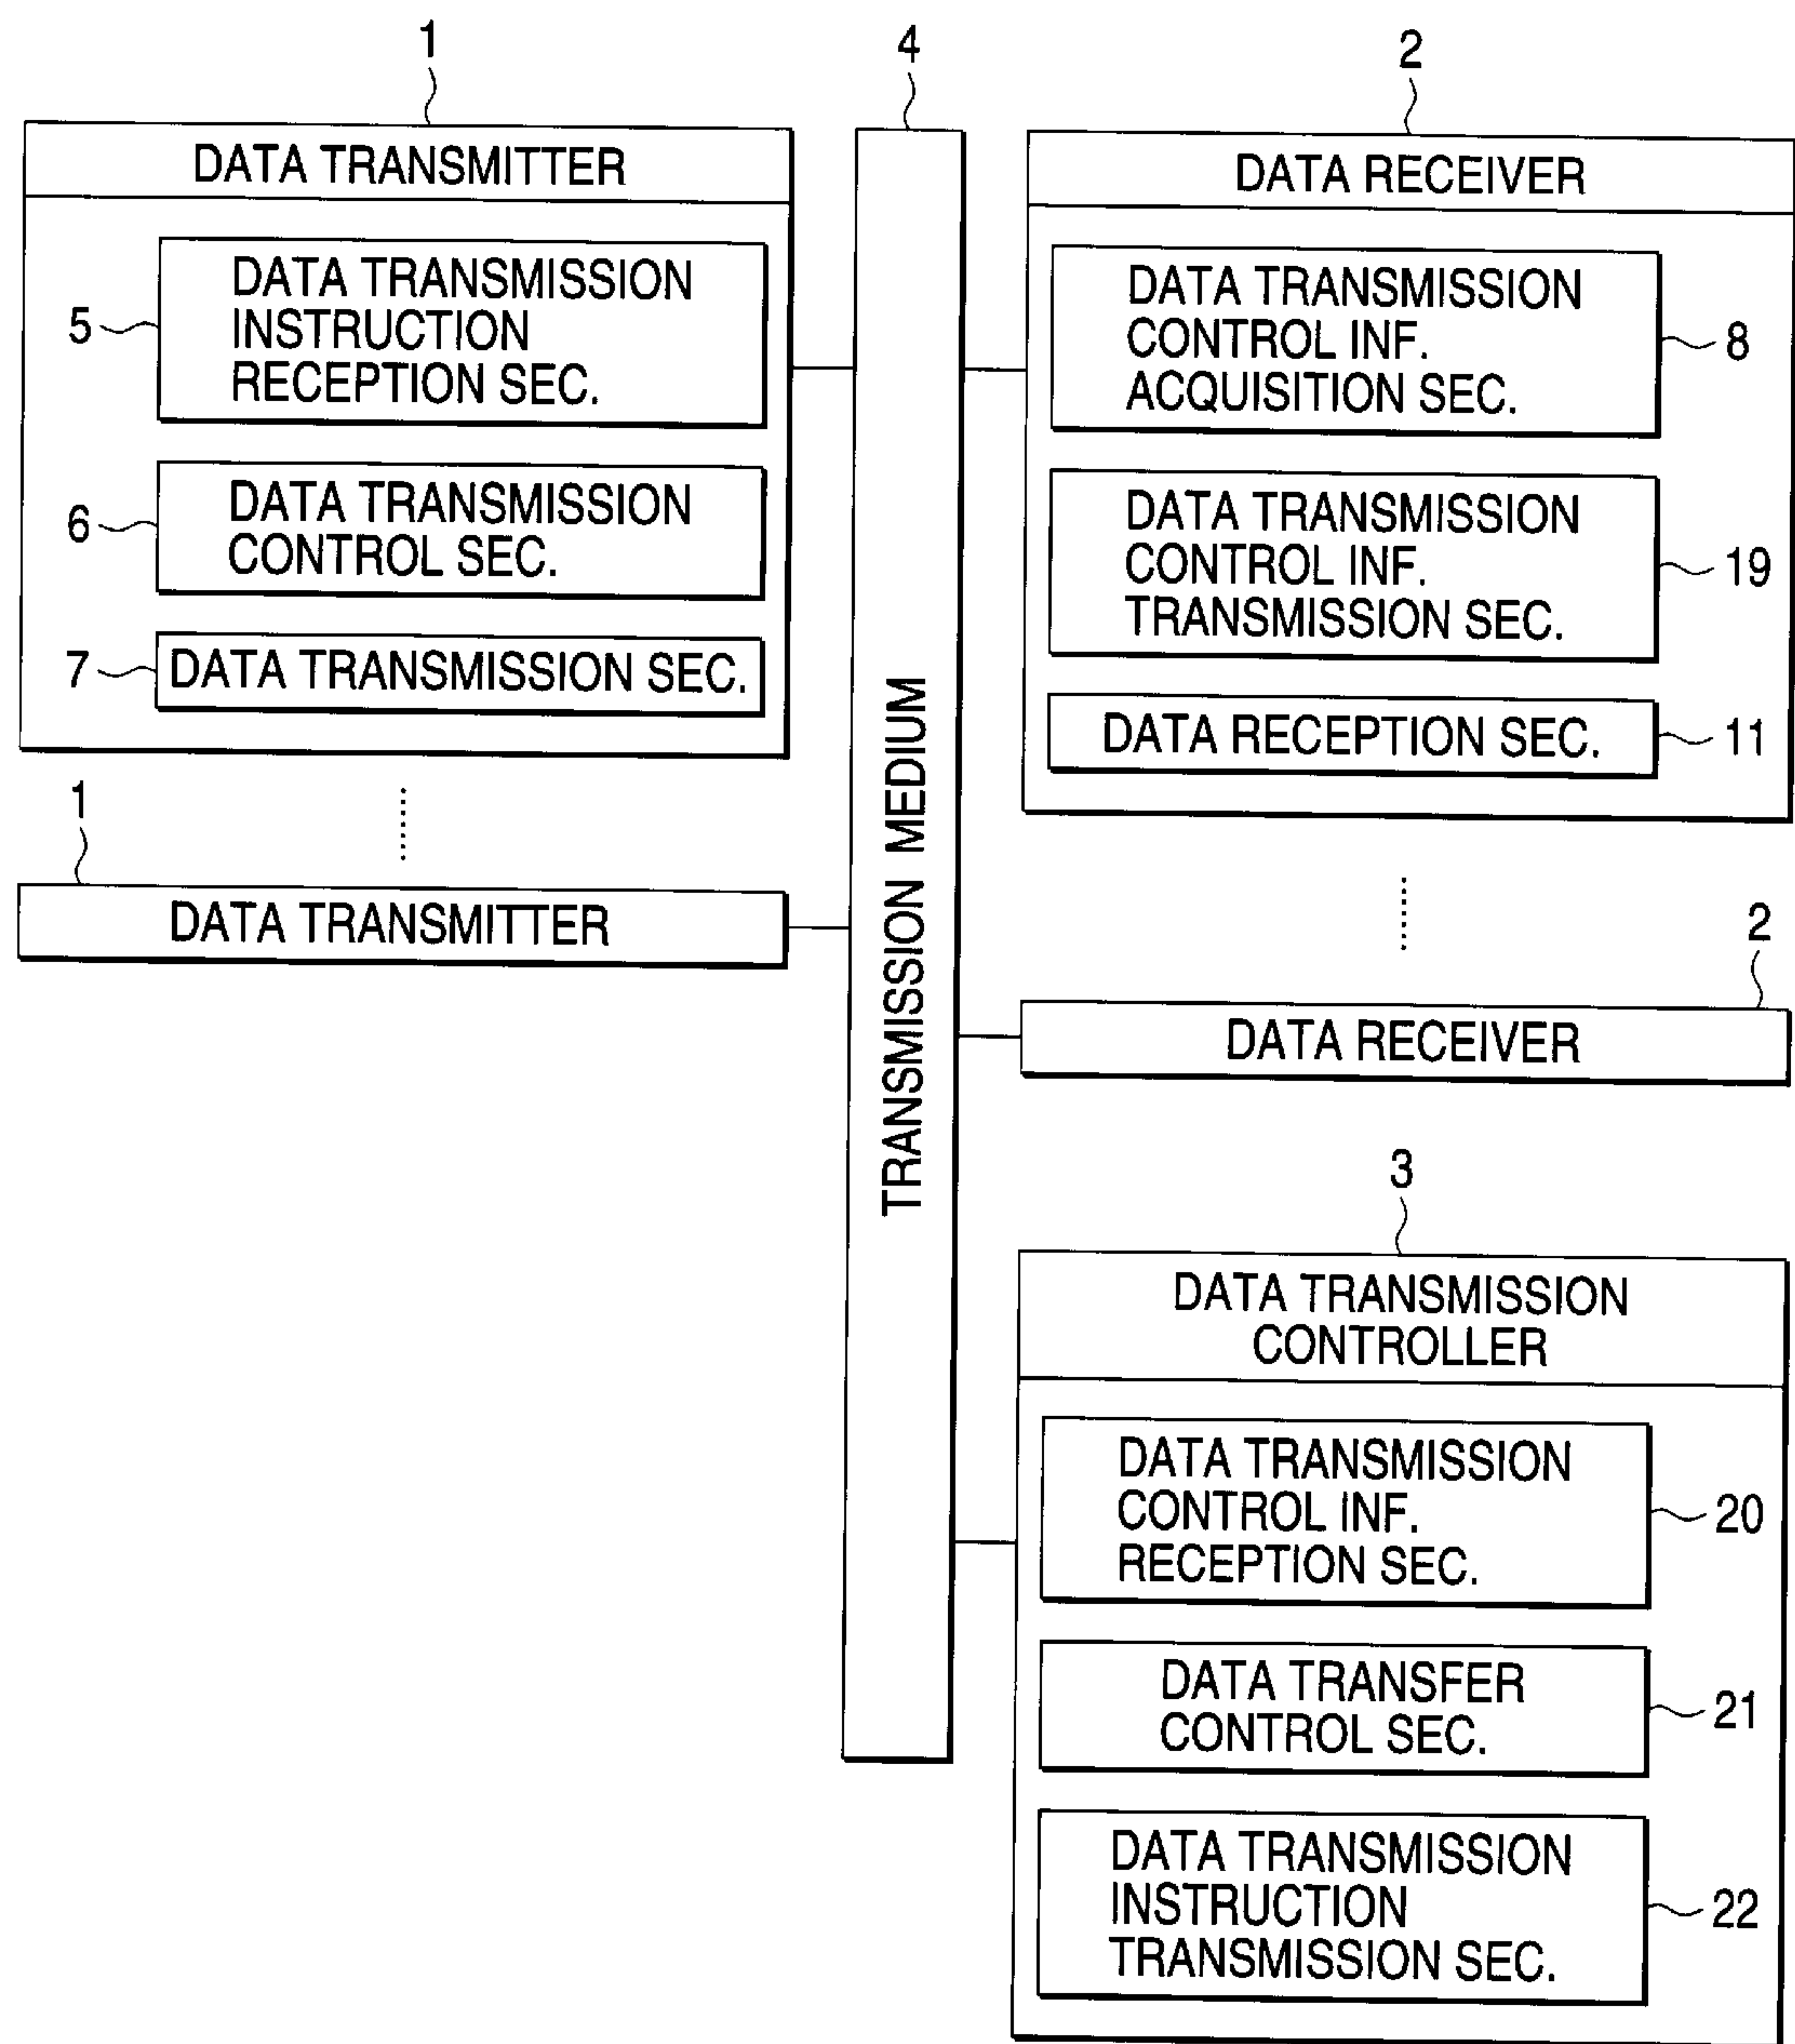 1
4
2
DATA TRANSMITTER
5
DATA TRANSMISSION
INSTRUCTION
RECEPTION SEC.
6
DATA TRANSMISSION
CONTROL SEC.
7
DATA TRANSMISSION SEC.
1
DATA TRANSMITTER
TRANSMISSION MEDIUM
DATA RECEIVER
DATA TRANSMISSION
CONTROL INF.
ACQUISITION SEC.
8
DATA TRANSMISSION
CONTROL INF.
TRANSMISSION SEC.
19
DATA RECEPTION SEC.
11
2
DATA RECEIVER
3
DATA TRANSMISSION
CONTROLLER
DATA TRANSMISSION
CONTROL INF.
RECEPTION SEC.
20
DATA TRANSFER
CONTROL SEC.
21
DATA TRANSMISSION
INSTRUCTION
TRANSMISSION SEC.
22